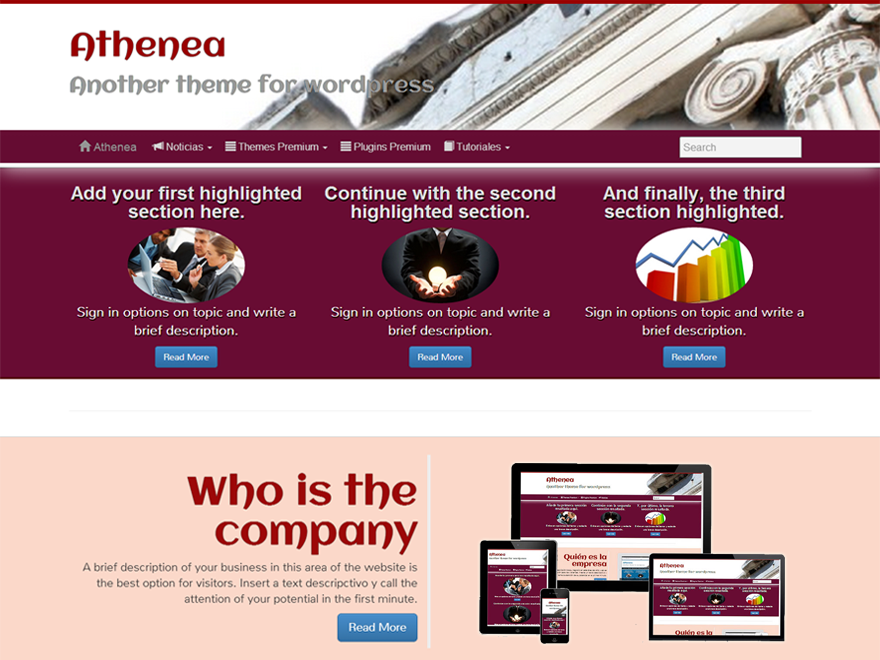 Athenea
Another theme for wordpress
Athenea Noticias Themes Premium Plugins Premium Tutoriales Search
Add your first highlighted
section here.
Continue with the second
highlighted section.
And finally, the third
section highlighted.
Sign in options on topic and write a
brief description.
Sign in options on topic and write a
brief description.
Sign in options on topic and write a
brief description.
Read More
Read More
Read More
Who is the
company
A brief description of your business in this area of the website is
the best option for visitors. Insert a text descripctivo y call the
attention of your potential in the first minute.
Read More
Athenea
Another theme for wordpress
Quién es la
empresa
Athenea
Athenea
Another theme for wordpress
Quién es la